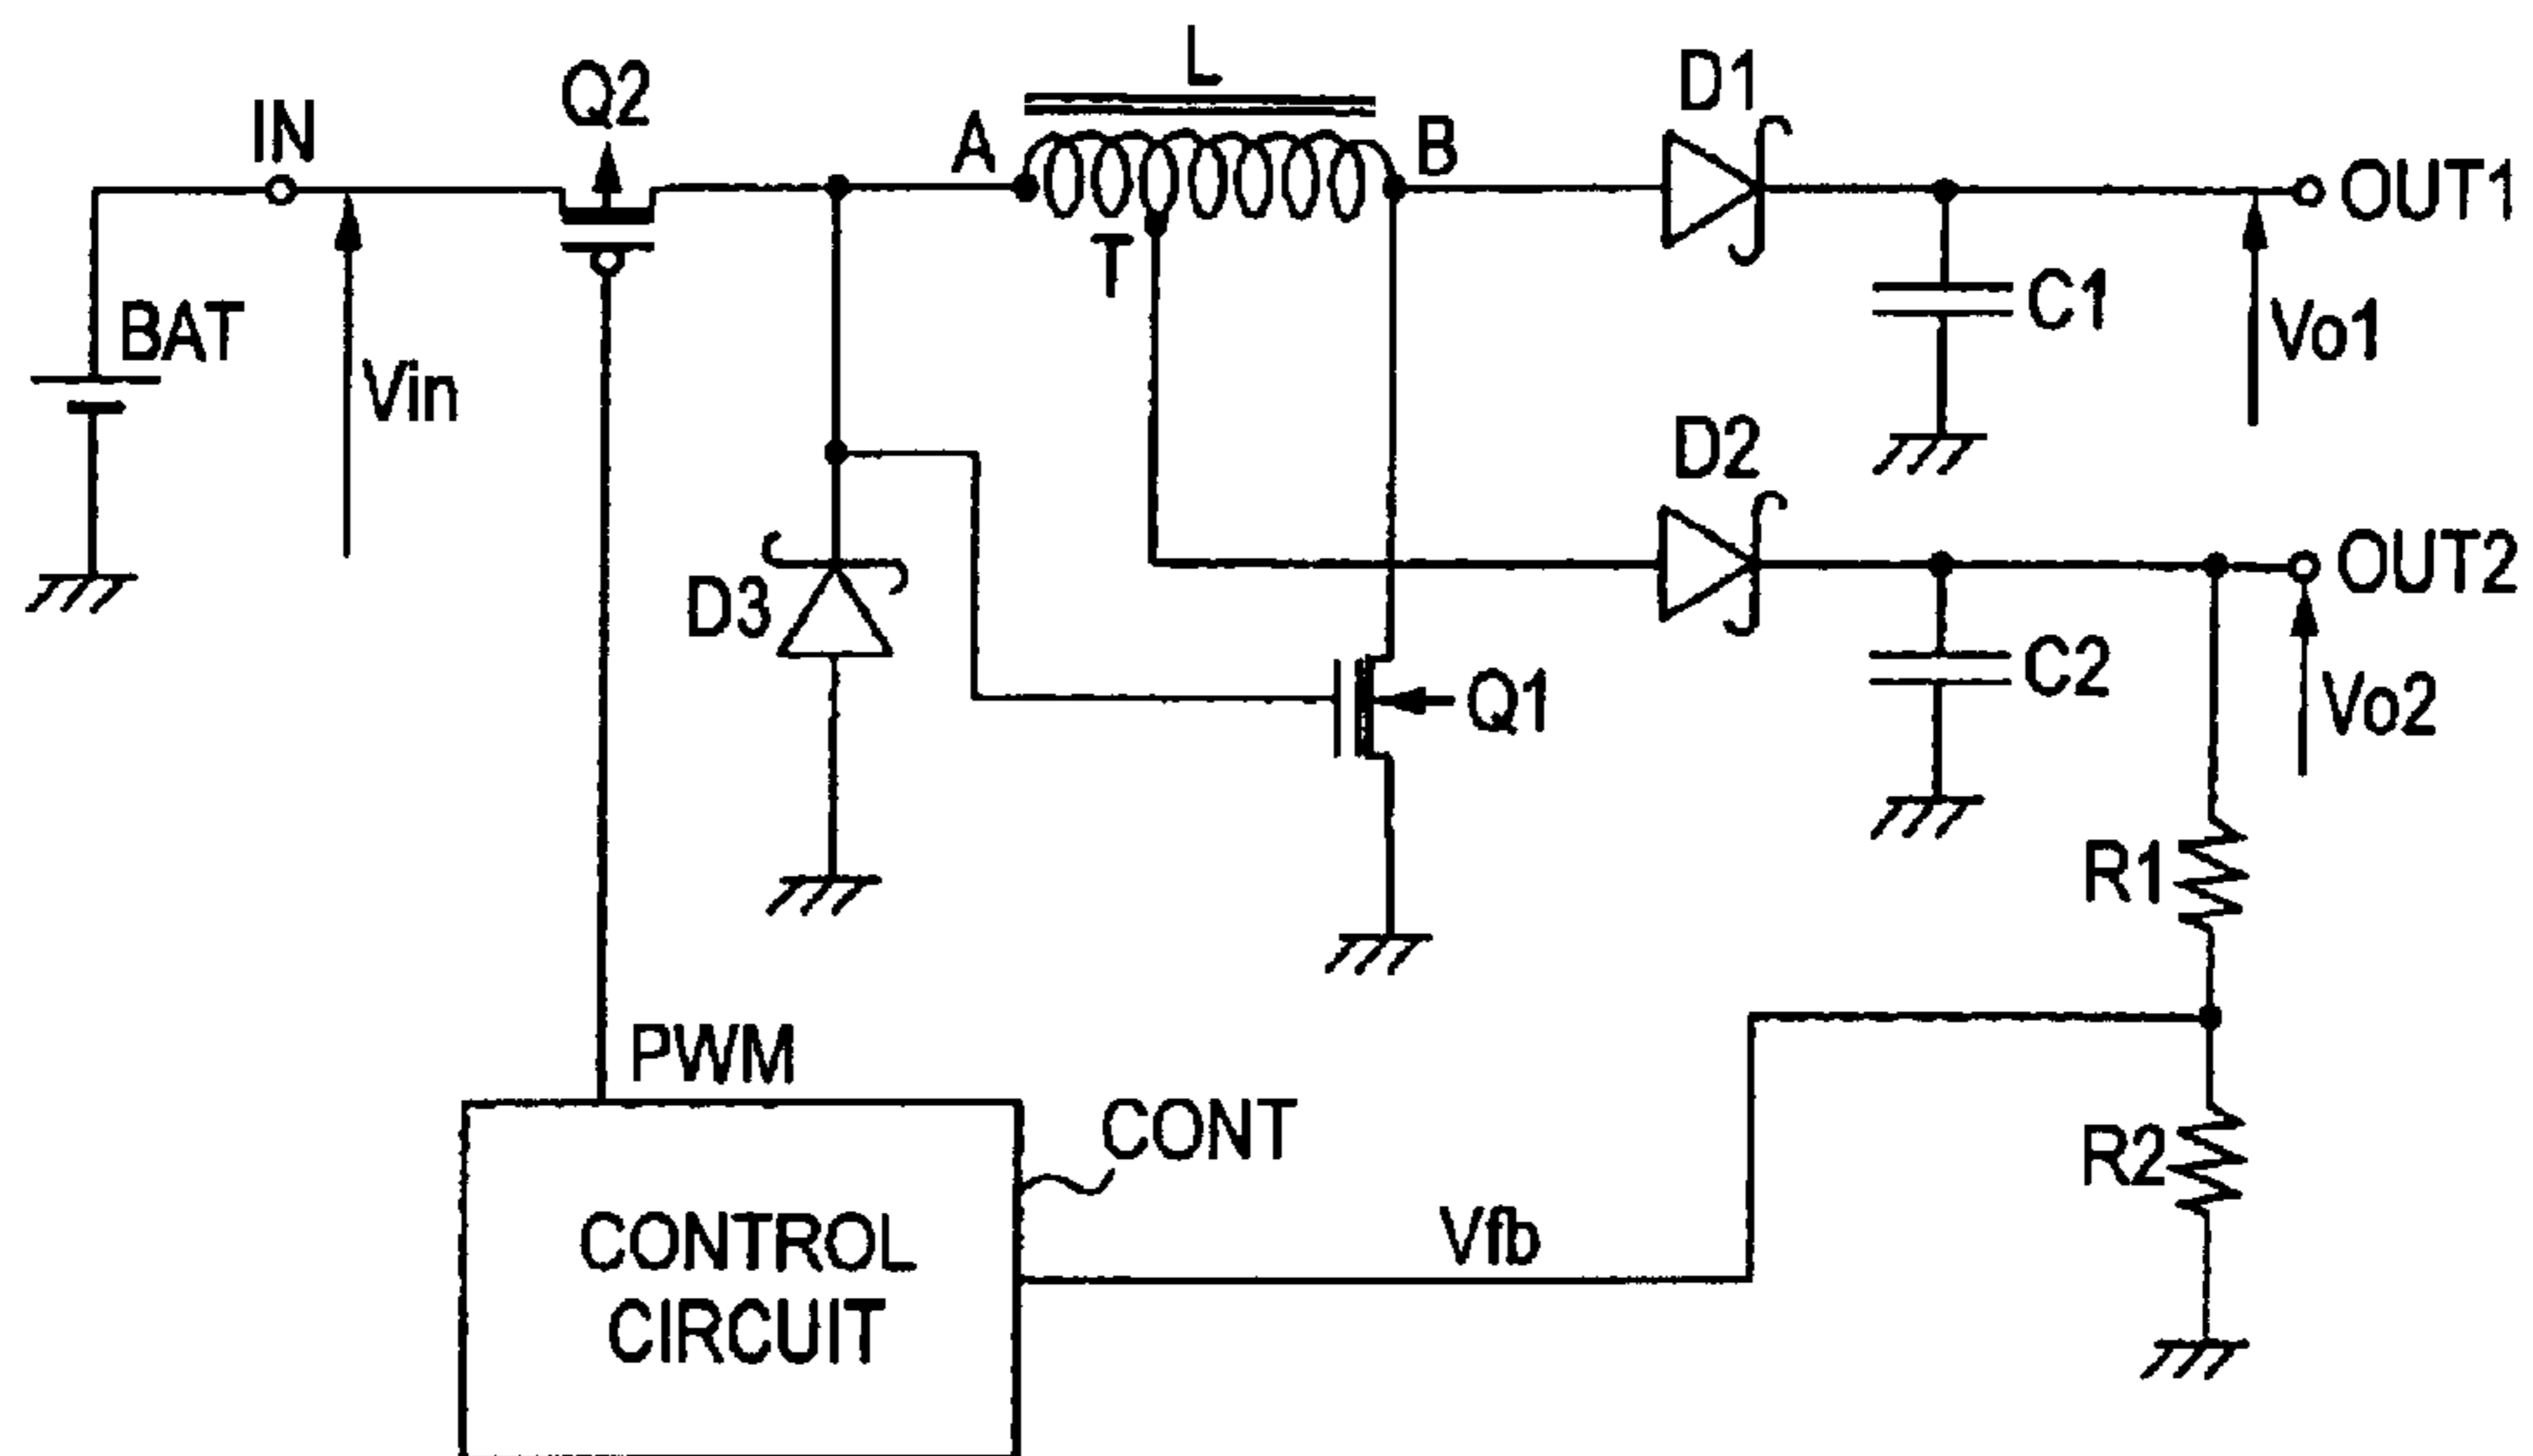 L
D1
Q2
IN
A
B
OUT1
T
BAT
C1
Vin
Vo1
D2
OUT2
D3
C2
Q1
Vo2
R1
PWM
CONT
R2
CONTROL
CIRCUIT
Vfb